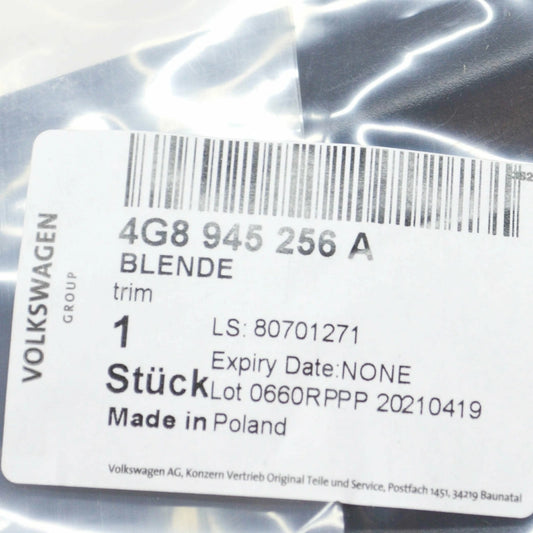 4G8 945 256 A
BLENDE
trim
1
Stück
LS: 80701271
Expiry Date:NONE
Lot 0660RPPP 20210419
Made in Poland
VOLKSWAGEN
GROUP
Volkswagen AG, Konzern Vertrieb Original Teile und Service, Postfach 1451, 34219 Baunatal